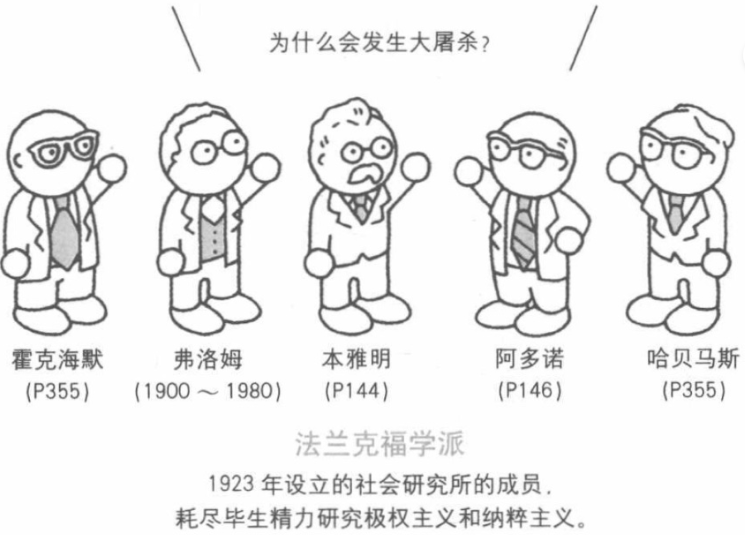 为什么会发生大屠杀?
霍克海默 弗洛姆 本雅明 阿多诺 哈贝马斯
(P355) (1900 ～ 1980) (P144) (P146) (P355)
法兰克福学派
1923 年设立的社会研究所的成员，
耗尽毕生精力研究极权主义和纳粹主义。